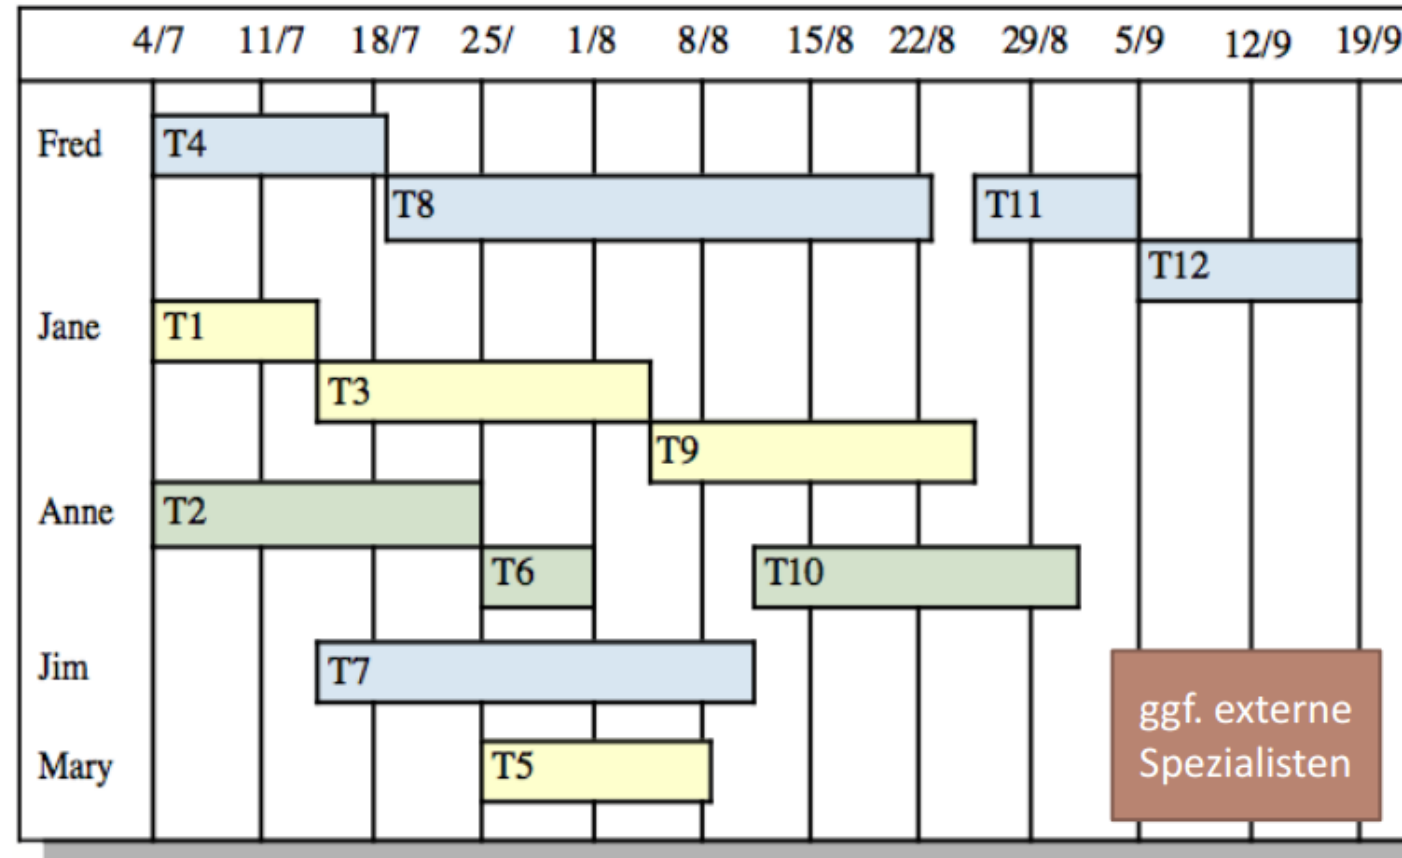 4/7 11/7 18/7 25/ 1/8 8/8 15/8 22/8 29/8 5/9 12/9 19/9
Fred T4
T8 T11
T12
Jane T1
T3
T9
Anne T2
T6 T10
Jim T7
ggf. externe
Mary T5 Spezialisten